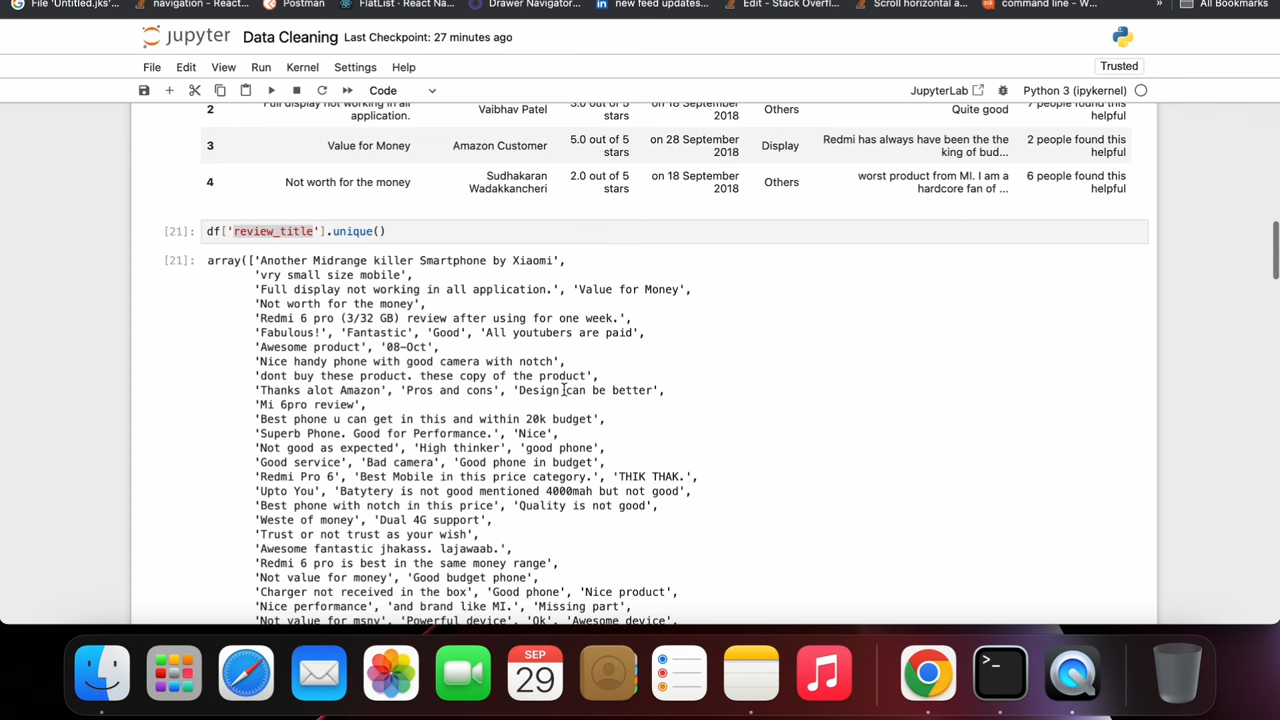 File 'Untitled.jks'... navigation - React... Postman FlatList · React Na... Drawer Navigator... new feed updates... Edit - Stack Overfl... Scroll horizontal a... command line - W... » All Bookmarks
jupyter Data Cleaning Last Checkpoint: 27 minutes ago
File Edit View Run Kernel Settings Help Trusted
Code JupyterLab Python 3 (ipykernel)
2 Full display not working in all application. Vaibhav Patel 3.0 out of 5 stars on 18 September 2018 Others Quite good 7 people found this helpful
3 Value for Money Amazon Customer 5.0 out of 5 stars on 28 September 2018 Display Redmi has always have been the the king of bud... 2 people found this helpful
4 Not worth for the money Sudhakaran Wadakkancheri 2.0 out of 5 stars on 18 September 2018 Others worst product from MI. I am a hardcore fan of ... 6 people found this helpful
[21]: df['review_title'].unique()
[21]: array(['Another Midrange killer Smartphone by Xiaomi',
'vry small size mobile',
'Full display not working in all application.', 'Value for Money',
'Not worth for the money',
'Redmi 6 pro (3/32 GB) review after using for one week.',
'Fabulous!', 'Fantastic', 'Good', 'All youtubers are paid',
'Awesome product', '08-Oct',
'Nice handy phone with good camera with notch',
'dont buy these product. these copy of the product',
'Thanks alot Amazon', 'Pros and cons', 'Design can be better',
'Mi 6pro review',
'Best phone u can get in this and within 20k budget',
'Superb Phone. Good for Performance.', 'Nice',
'Not good as expected', 'High thinker', 'good phone',
'Good service', 'Bad camera', 'Good phone in budget',
'Redmi Pro 6', 'Best Mobile in this price category.', 'THIK THAK.',
'Upto You', 'Batytery is not good mentioned 4000mah but not good',
'Best phone with notch in this price', 'Quality is not good',
'Weste of money', 'Dual 4G support',
'Trust or not trust as your wish',
'Awesome fantastic jhakass. lajawaab.',
'Redmi 6 pro is best in the same money range',
'Not value for money', 'Good budget phone',
'Charger not received in the box', 'Good phone', 'Nice product',
'Nice performance', 'and brand like MI.', 'Missing part',
'Not value for msny', 'Powerful device', 'Ok', 'Awesome device',
SEP
29